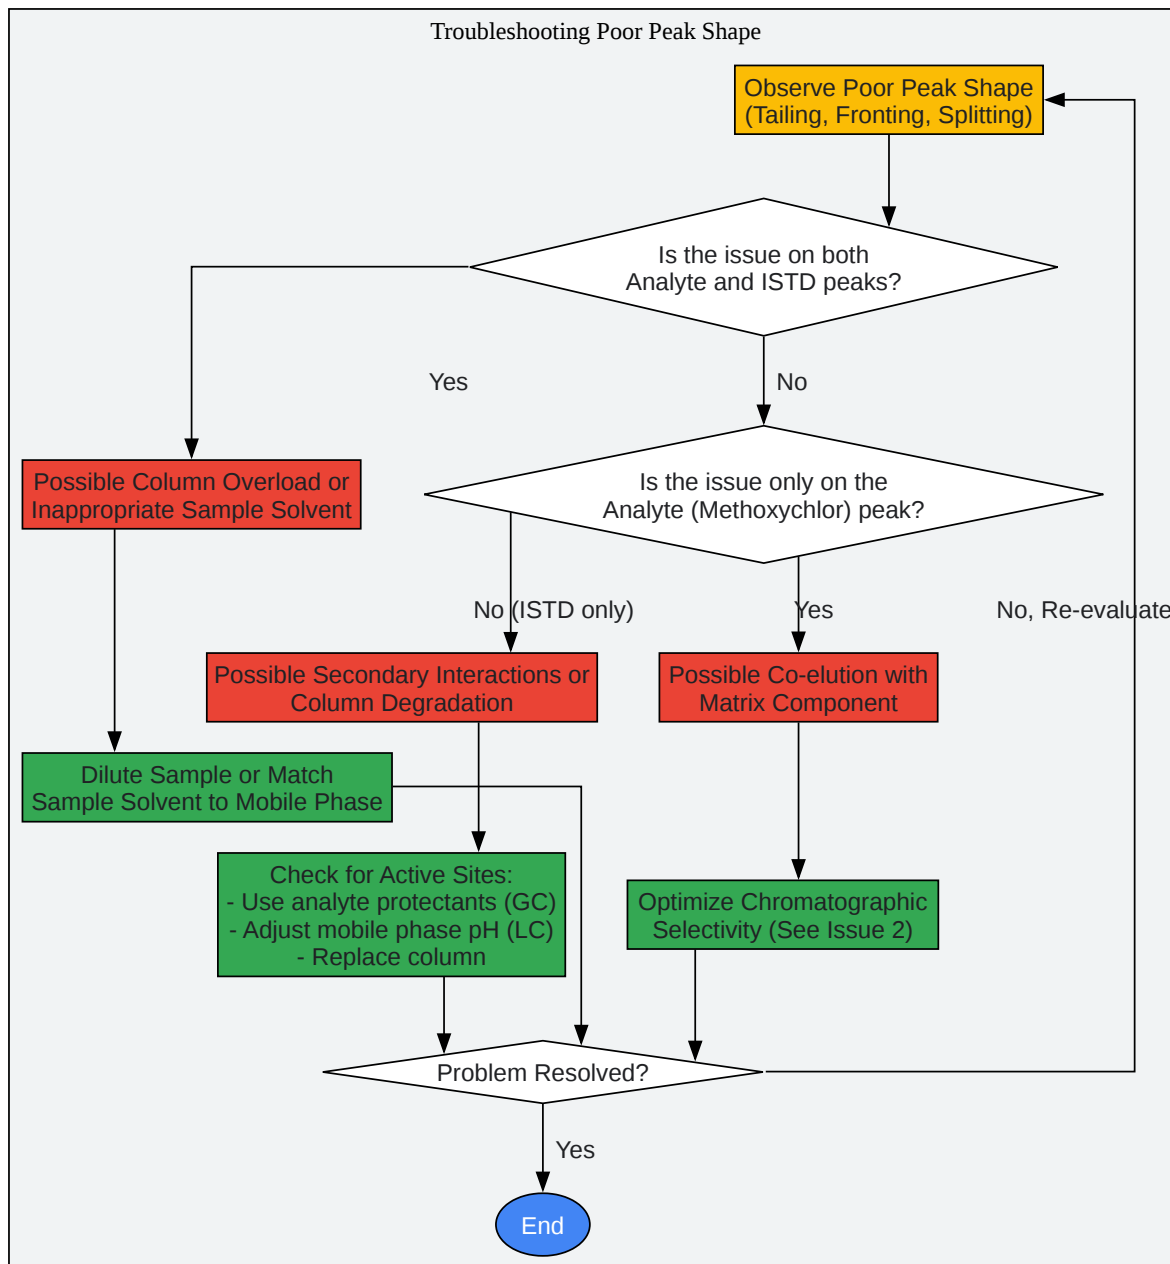 Troubleshooting Poor Peak Shape
Observe Poor Peak Shape
(Tailing, Fronting, Splitting)
Is the issue on both
Analyte and ISTD peaks?
Yes
No
Possible Column Overload or
Inappropriate Sample Solvent
Is the issue only on the
Analyte (Methoxychlor) peak?
No (ISTD only)
Yes
No, Re-evaluate
Possible Secondary Interactions or
Column Degradation
Possible Co-elution with
Matrix Component
Dilute Sample or Match
Sample Solvent to Mobile Phase
Check for Active Sites:
- Use analyte protectants (GC)
- Adjust mobile phase pH (LC)
- Replace column
Optimize Chromatographic
Selectivity (See Issue 2)
Problem Resolved?
Yes
End